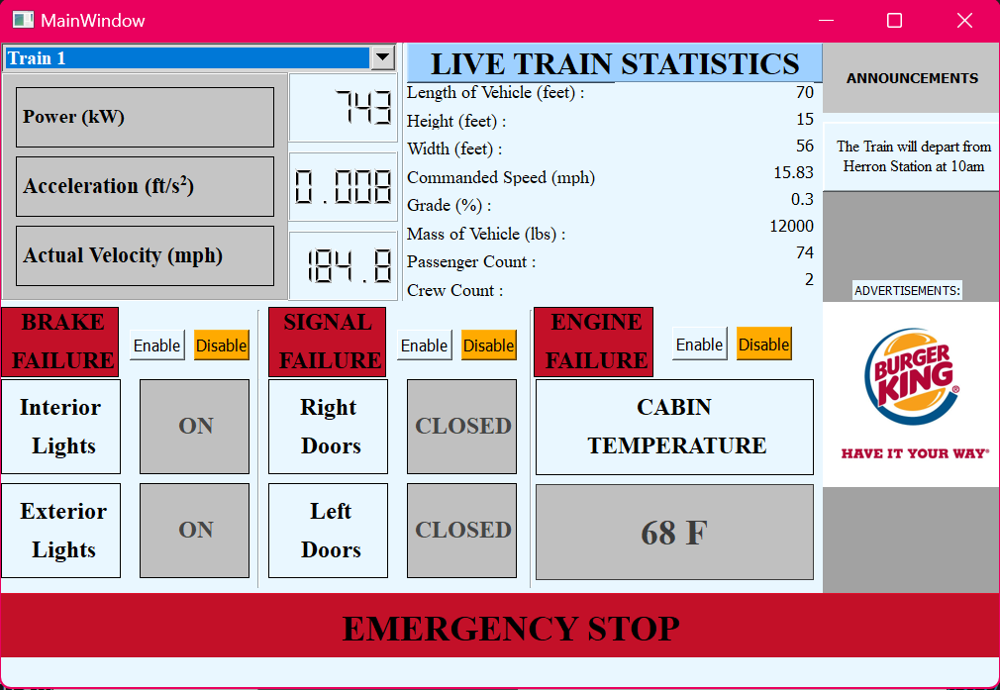 MainWindow
Train 1
Power (kW)
743
Acceleration (ft/s²)
0.008
Actual Velocity (mph)
184.8
LIVE TRAIN STATISTICS
Length of Vehicle (feet) : 70
Height (feet) : 15
Width (feet) : 56
Commanded Speed (mph) 15.83
Grade (%) : 0.3
Mass of Vehicle (lbs) : 12000
Passenger Count : 74
Crew Count : 2
ANNOUNCEMENTS
The Train will depart from
Herron Station at 10am
ADVERTISEMENTS:
BURGER
KING®
HAVE IT YOUR WAY®
BRAKE
FAILURE
Enable Disable
SIGNAL
FAILURE
Enable Disable
ENGINE
FAILURE
Enable Disable
Interior
Lights
ON
Right
Doors
CLOSED
CABIN
TEMPERATURE
Exterior
Lights
ON
Left
Doors
CLOSED
68 F
EMERGENCY STOP